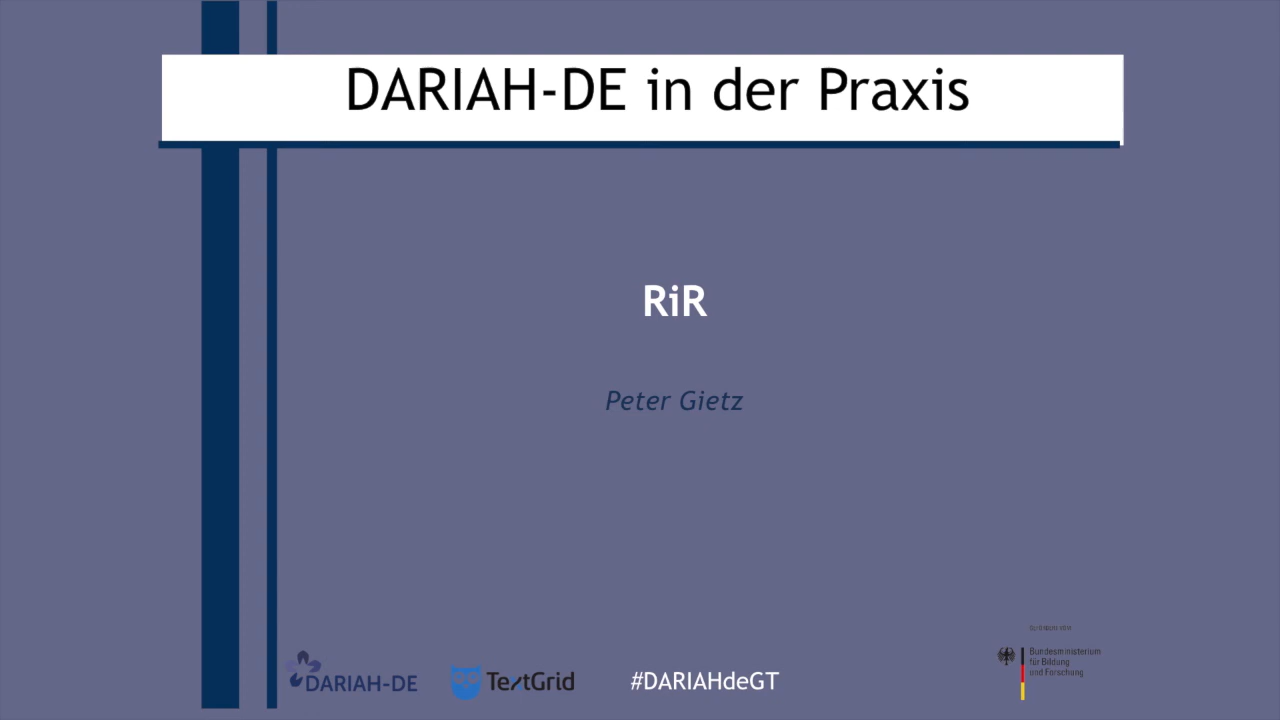 DARIAH-DE in der Praxis
RiR
Peter Gietz
DARIAH-DE
TextGrid
#DARIAHdeGT
Bundesministerium
für Bildung
und Forschung